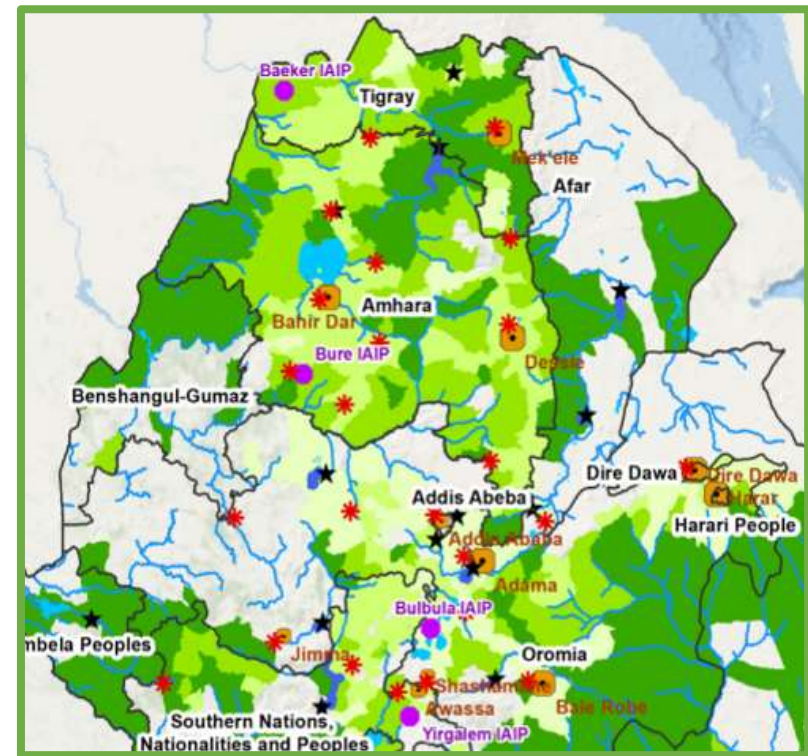 Baeker IAIP
Tigray
Mek'ele
Afar
Bahir Dar
Amhara
Dessie
Bure IAIP
Benshangul-Gumaz
Dire Dawa
Dire Dawa
Harar
Addis Abeba
Harari People
Addis Ababa
Adama
Bulbula IAIP
mbela Peoples
Jimma
Oromia
Awassa
Bale Robe
Southern Nations,
Nationalities and Peoples
Yirgalem IAIP